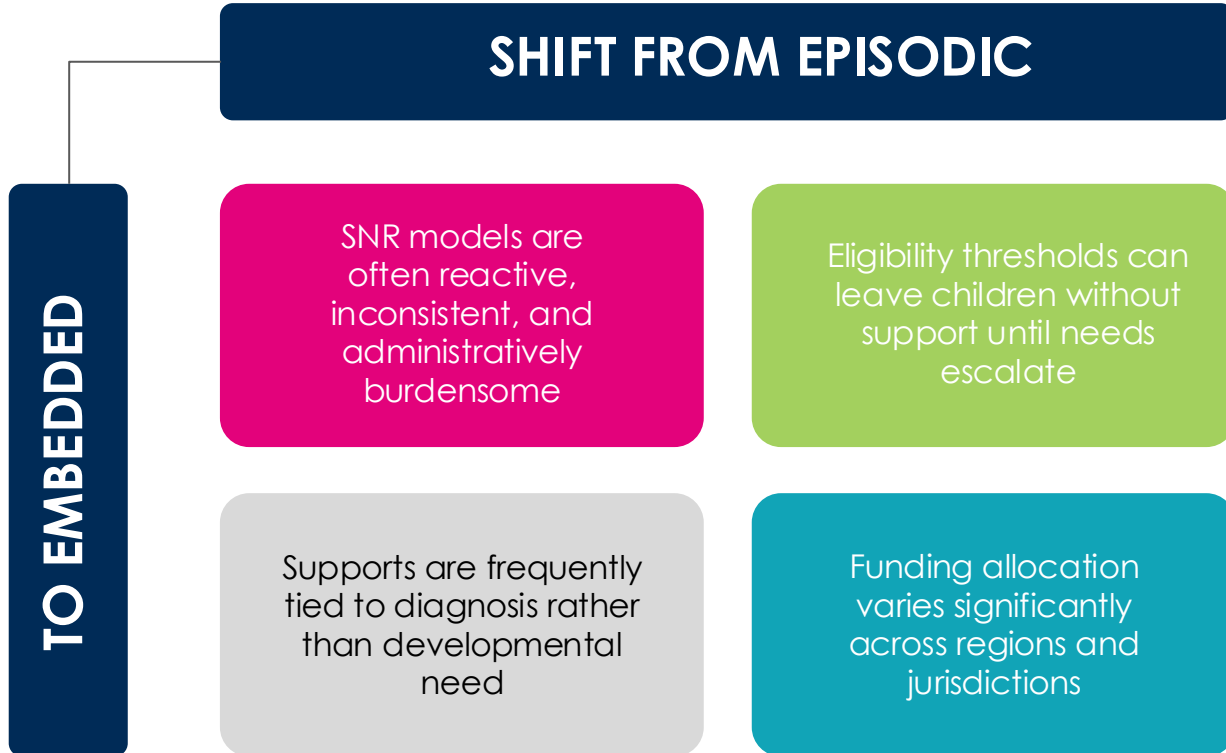 SHIFT FROM EPISODIC
TO EMBEDDED
SNR models are
often reactive,
inconsistent, and
administratively
burdensome
Eligibility thresholds can
leave children without
support until needs
escalate
Supports are frequently
tied to diagnosis rather
than developmental
need
Funding allocation
varies significantly
across regions and
jurisdictions